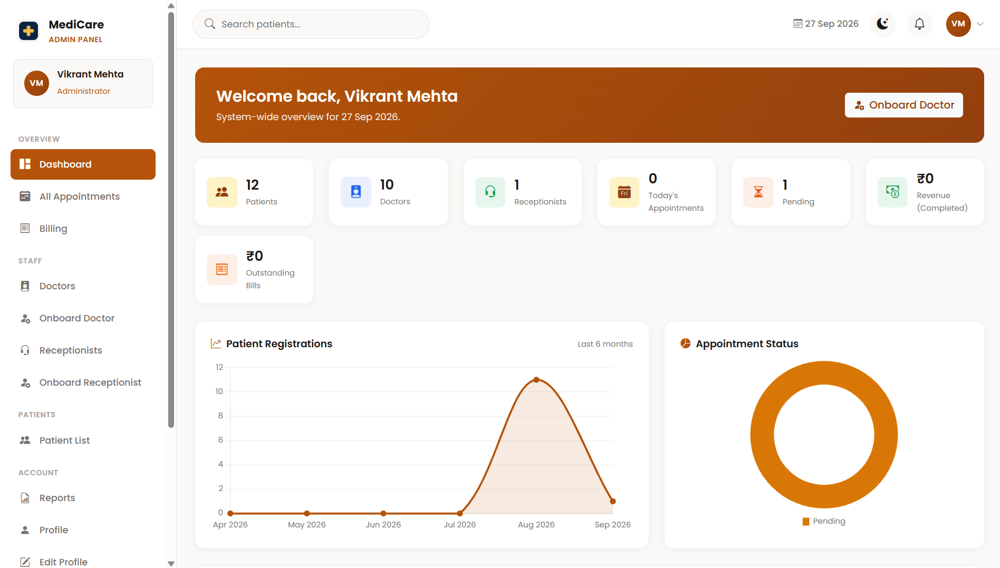 MediCare
ADMIN PANEL
VM
Vikrant Mehta
Administrator
OVERVIEW
Dashboard
All Appointments
Billing
STAFF
Doctors
Onboard Doctor
Receptionists
Onboard Receptionist
PATIENTS
Patient List
ACCOUNT
Reports
Profile
Edit Profile
Search patients...
27 Sep 2026
VM
Welcome back, Vikrant Mehta
System-wide overview for 27 Sep 2026.
Onboard Doctor
12
Patients
10
Doctors
1
Receptionists
Fri
0
Today's
Appointments
1
Pending
₹0
Revenue
(Completed)
₹0
Outstanding
Bills
Patient Registrations
Last 6 months
12
10
8
6
4
2
0
Apr 2026 May 2026 Jun 2026 Jul 2026 Aug 2026 Sep 2026
Appointment Status
Pending